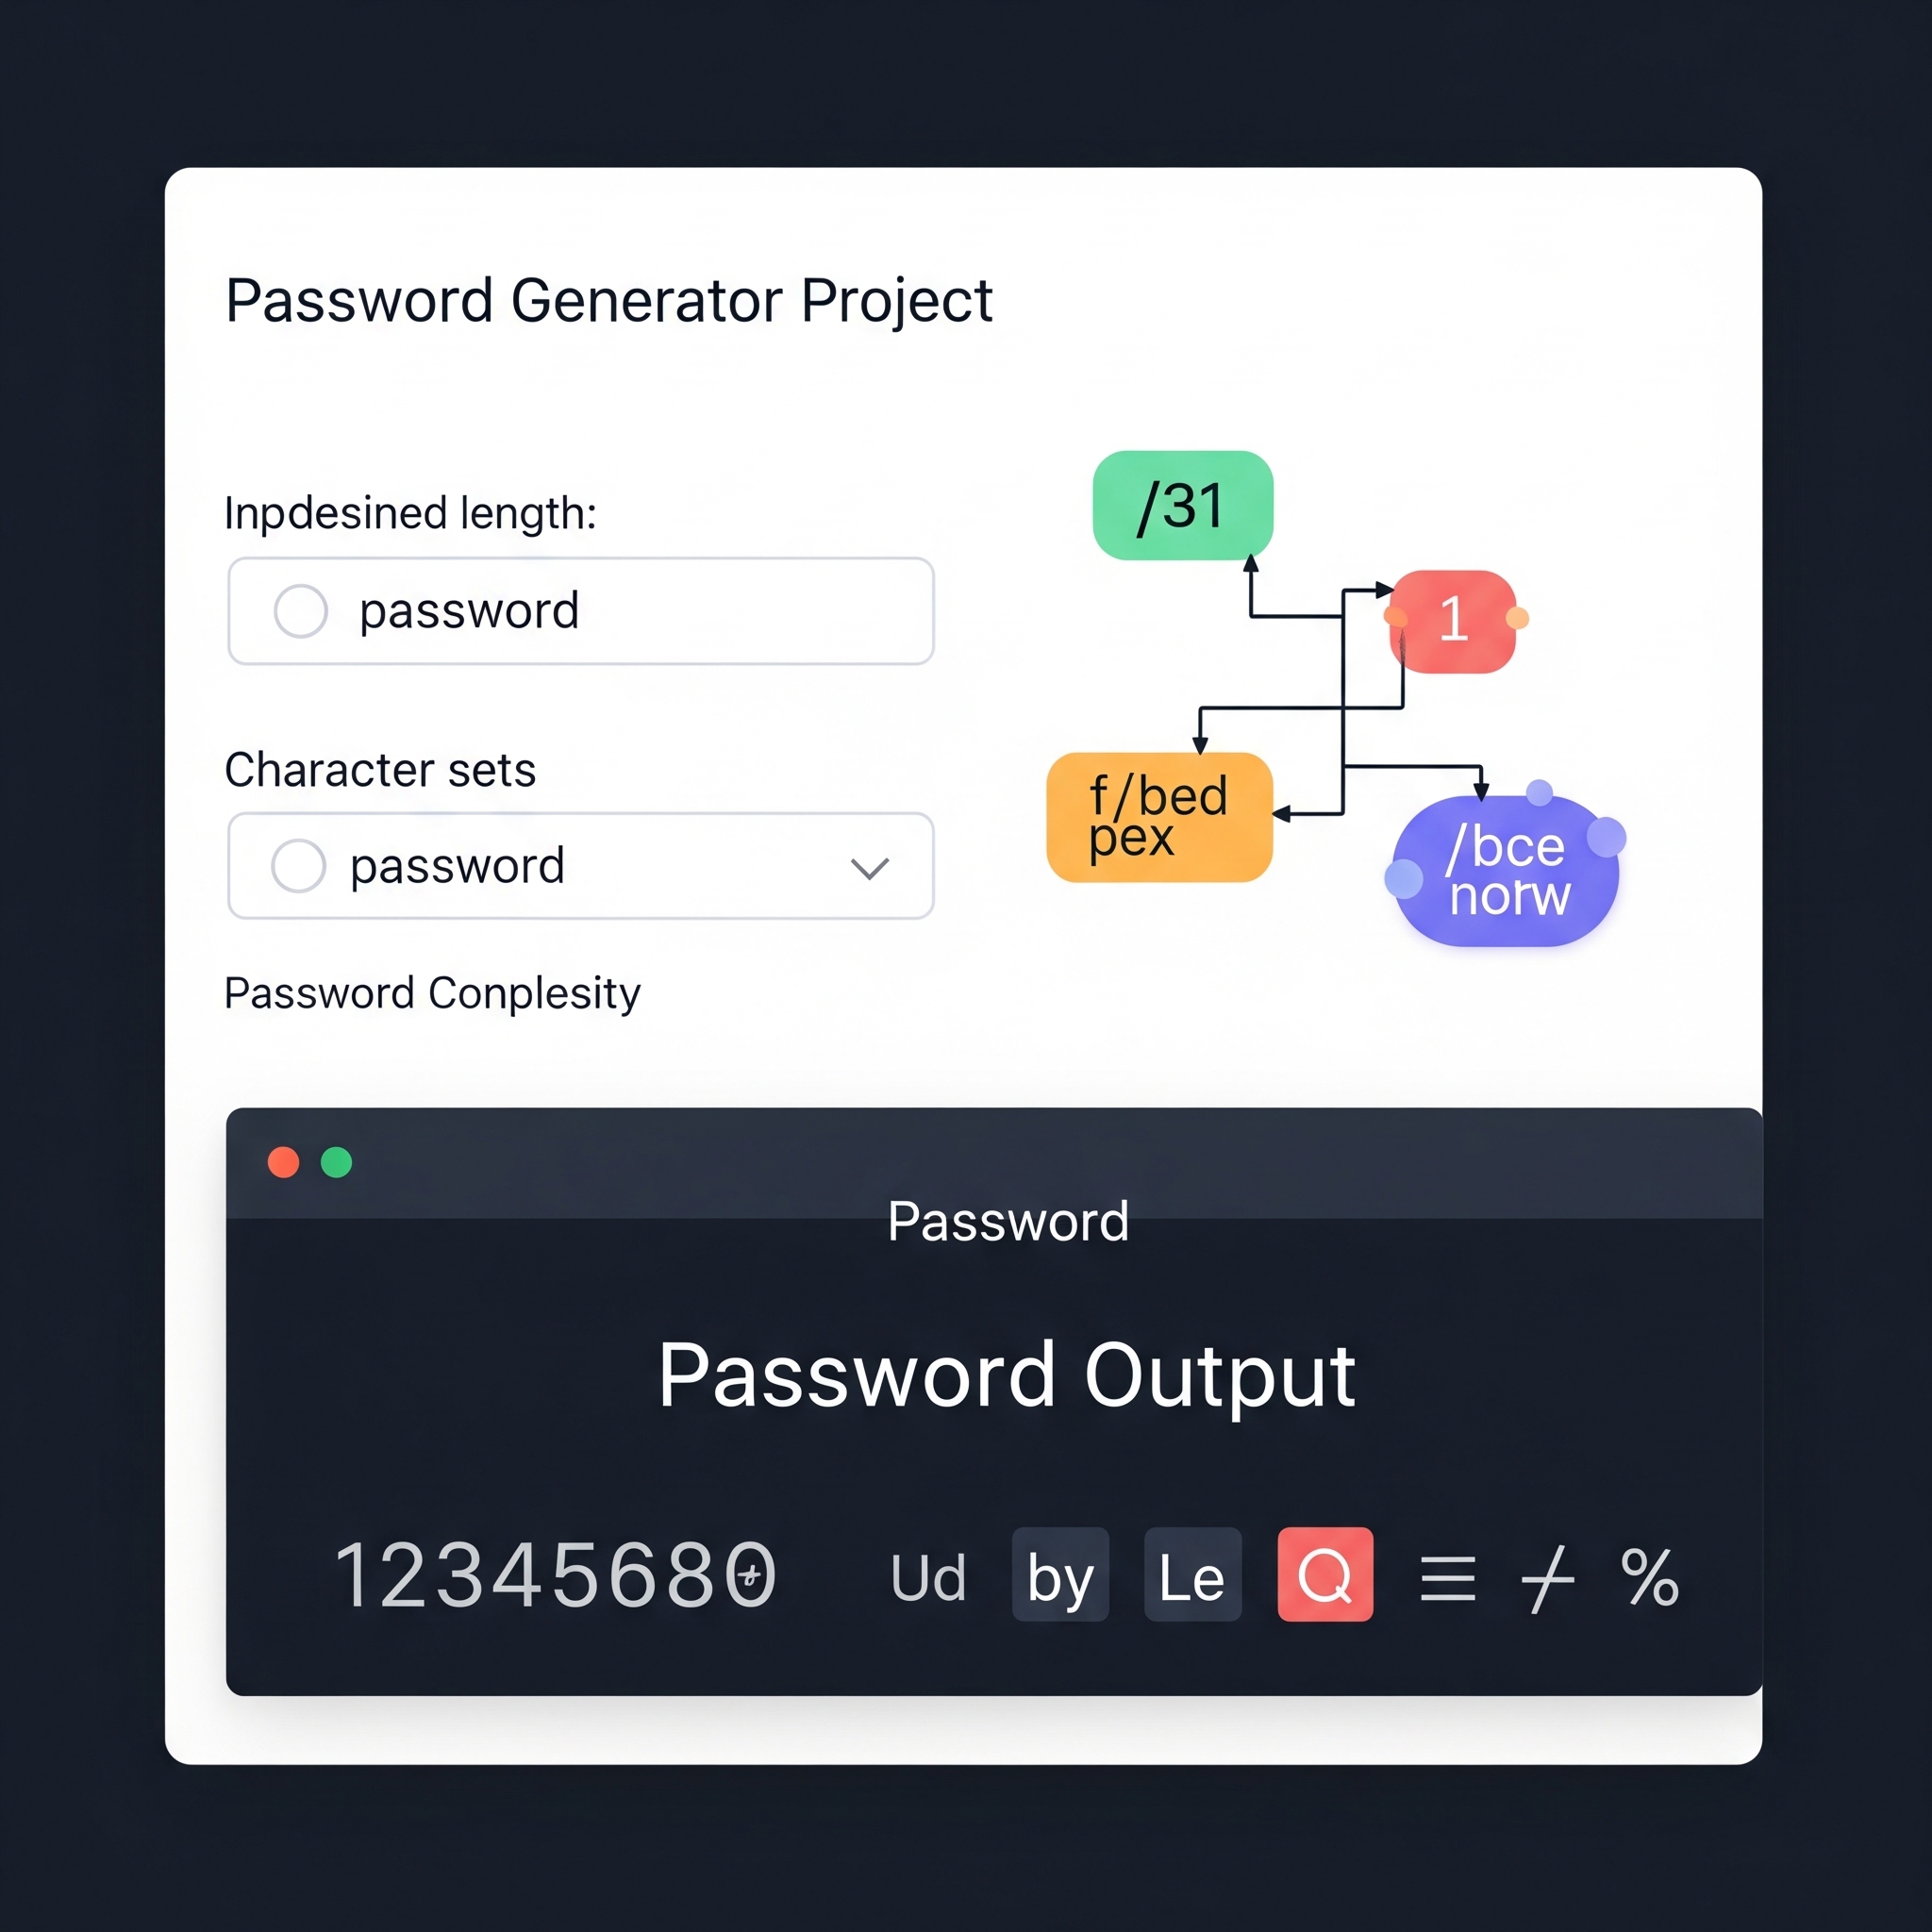 Password Generator Project
Inpdesined length:
password
Character sets
password
Password Conplesity
/31
1
f/bed
pex
/bce
norw
Password
Password Output
12345680 Ud by Le Q ≡ ⌿ %